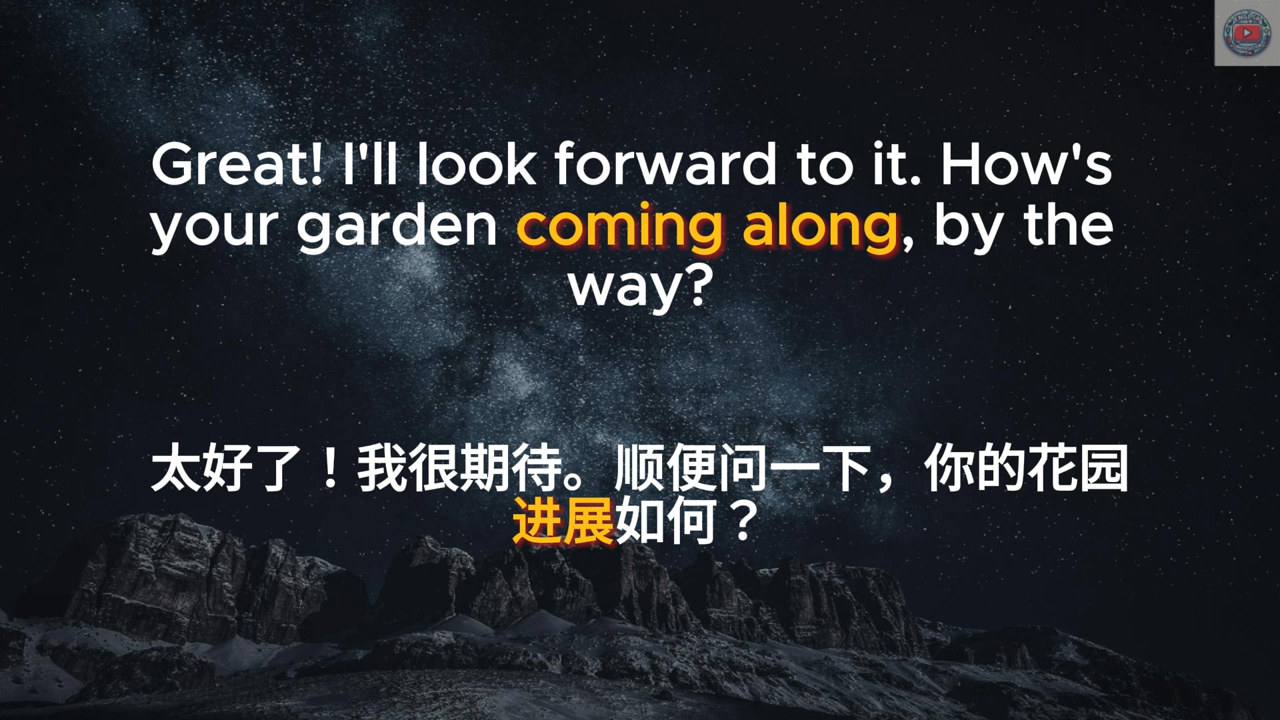 Great! I'll look forward to it. How's
your garden coming along, by the
way?
太好了！我很期待。顺便问一下，你的花园
进展如何？